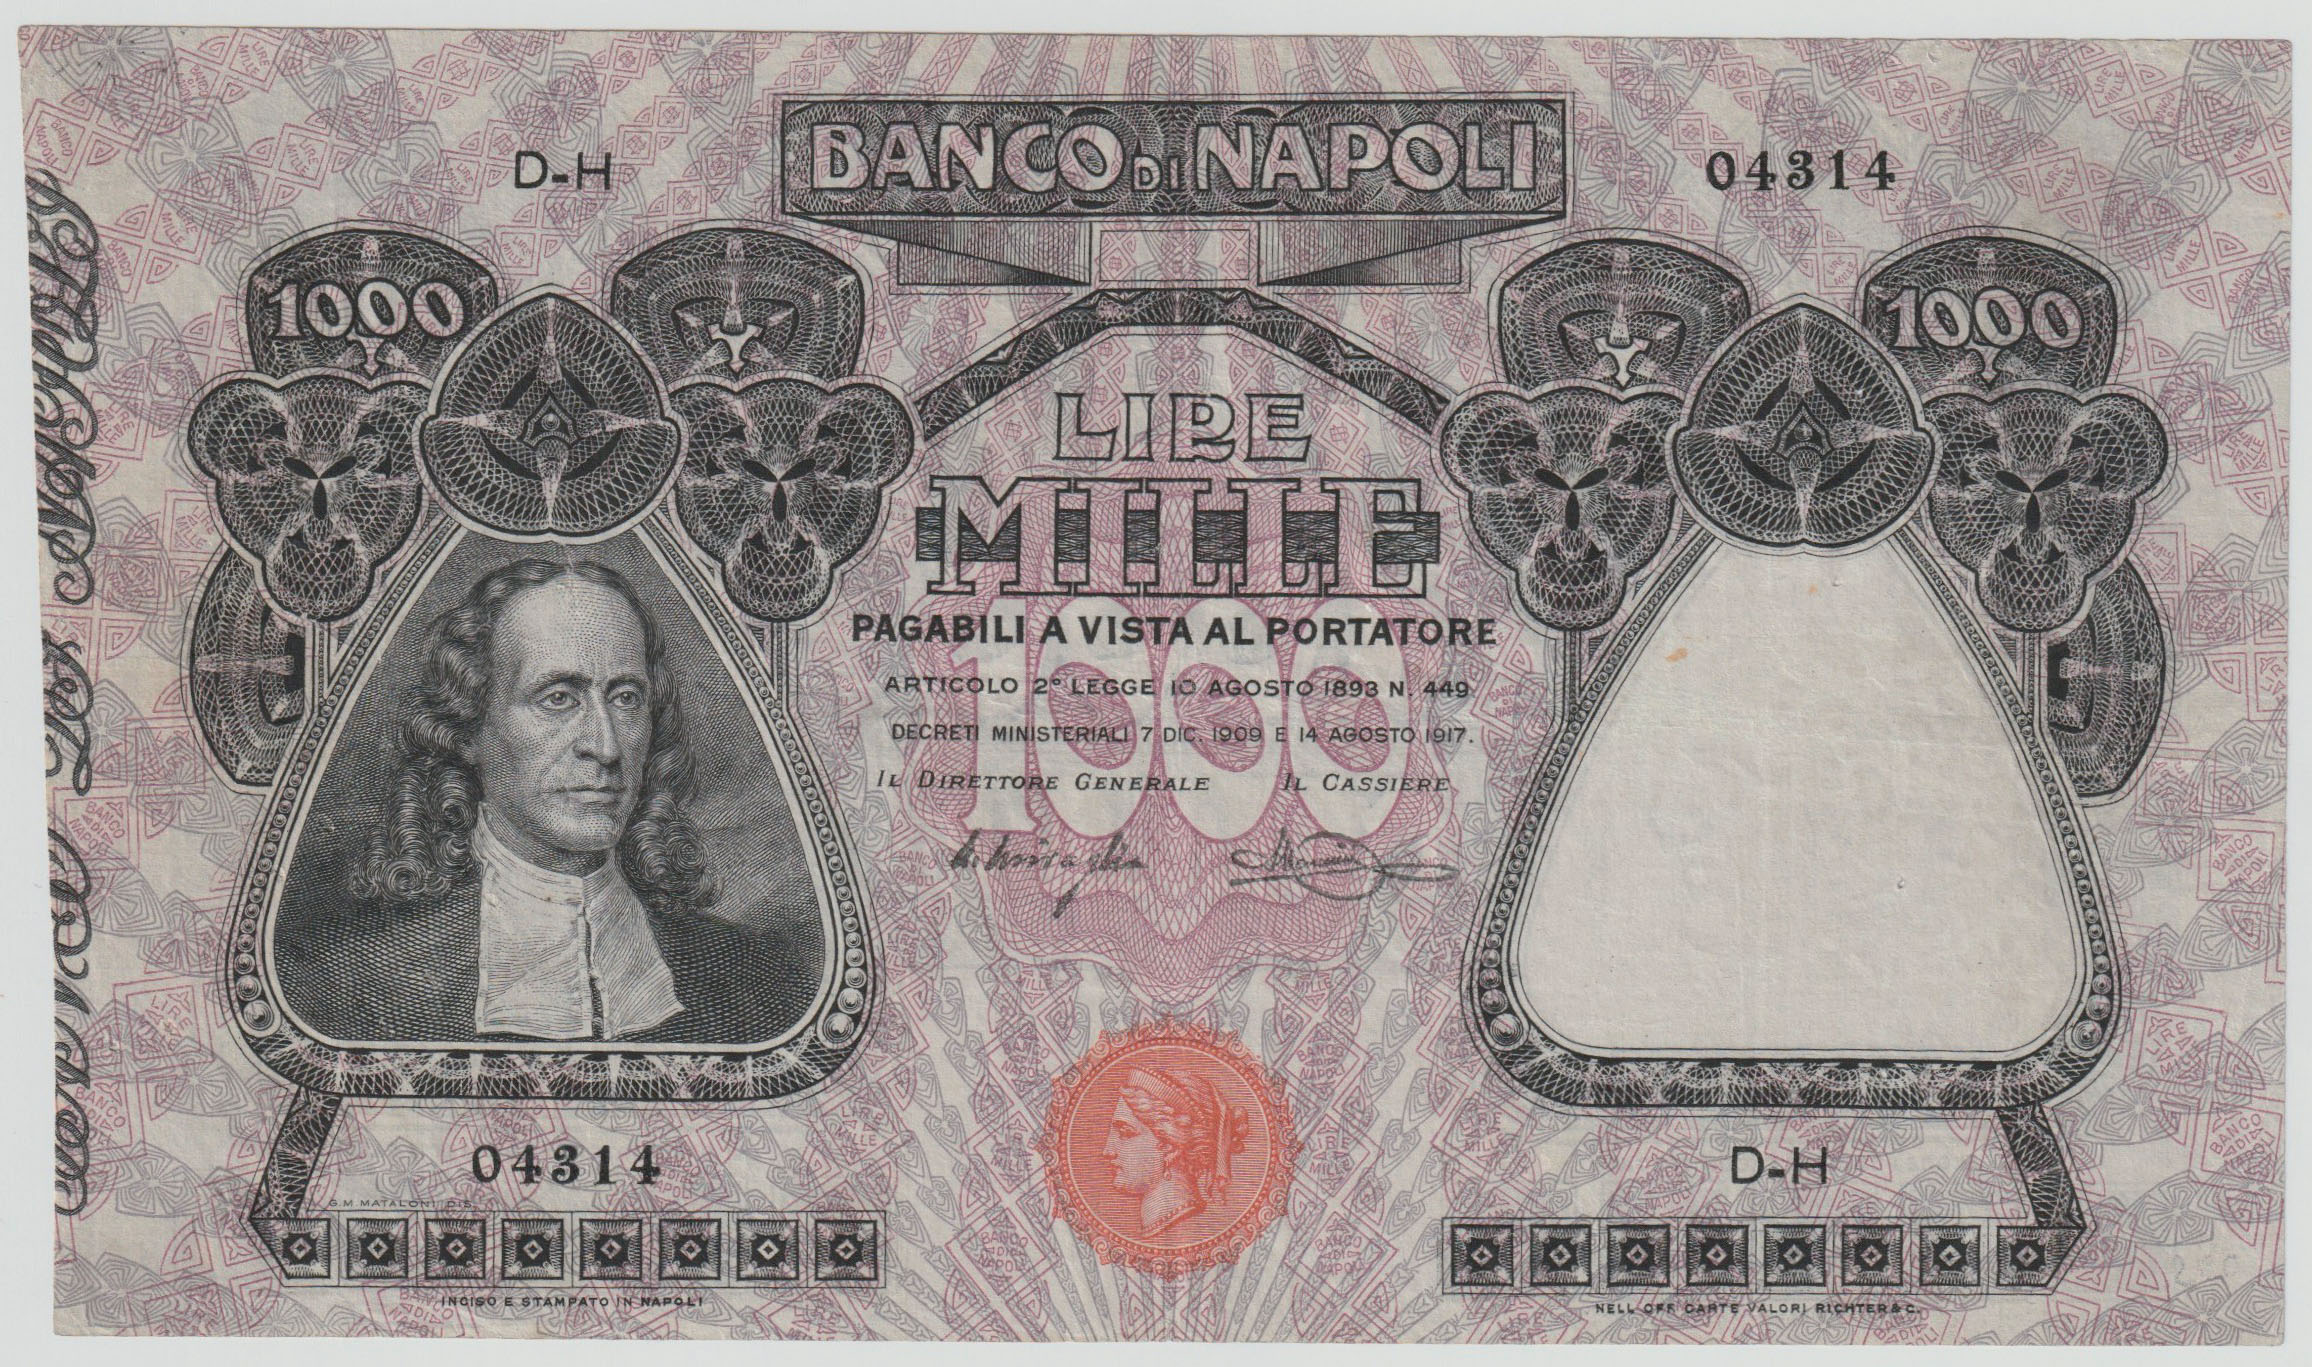 BANCO DI NAPOLI
D-H
04314
1000
1000
LIRE
MILLE
1000
PAGABILI A VISTA AL PORTATORE
ARTICOLO 2° LEGGE 10 AGOSTO 1893 N. 449
DECRETI MINISTERIALI 7 DIC. 1909 E 14 AGOSTO 1917.
IL DIRETTORE GENERALE
IL CASSIERE
04314
D-H
G.M MATALONI DIS.
INCISO E STAMPATO IN NAPOLI
NELL OFF CARTE VALORI RICHTER & C.